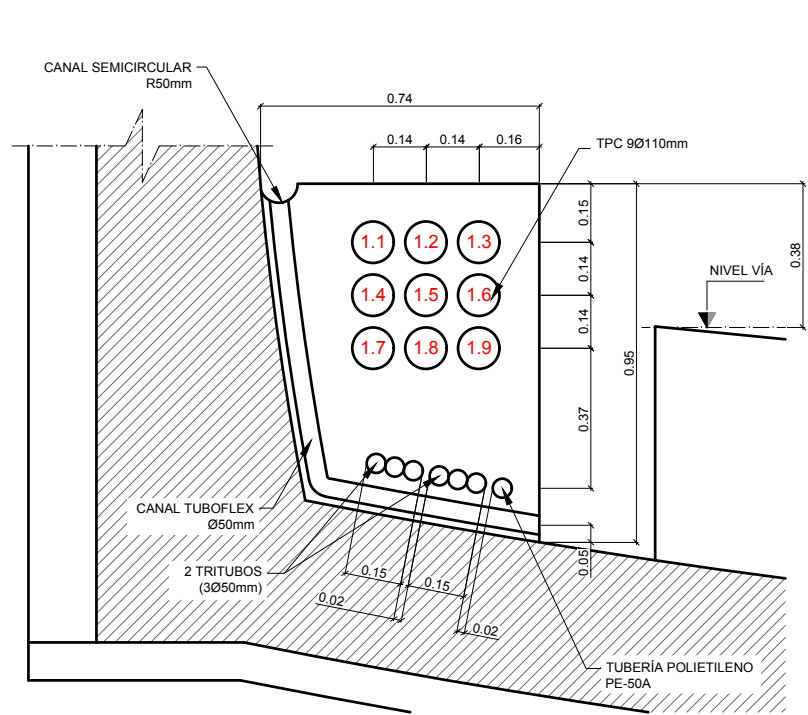 CANAL SEMICIRCULAR
R50mm
0.74
0.14
0.14
0.16
TPC 9Ø110mm
1.1
1.2
1.3
1.4
1.5
1.6
1.7
1.8
1.9
0.15
0.14
0.14
0.37
0.05
0.95
0.38
NIVEL VÍA
CANAL TUBOFLEX
Ø50mm
2 TRITUBOS
(3Ø50mm)
0.15
0.15
0.02
0.02
TUBERÍA POLIETILENO
PE-50A